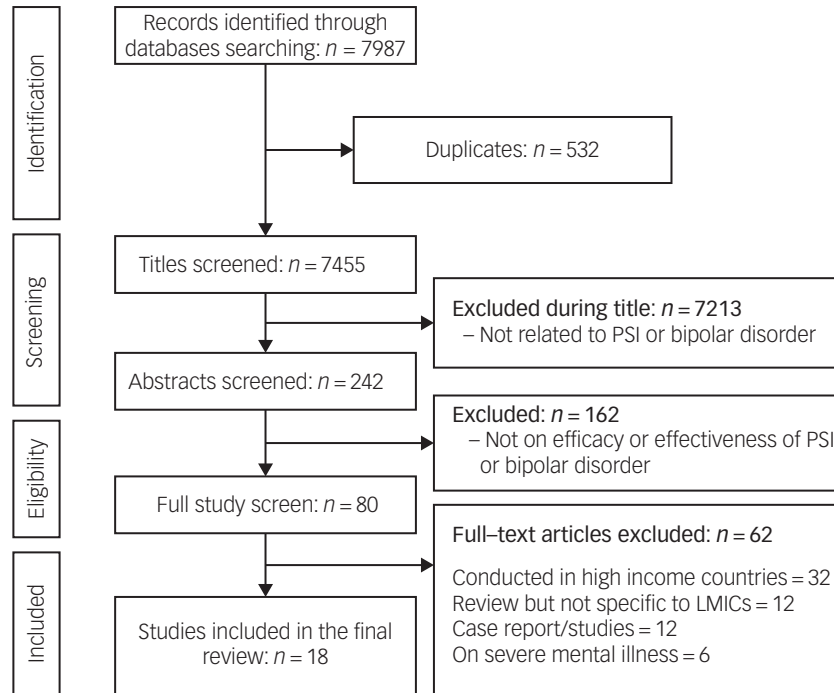 Identification
Records identified through
databases searching: n = 7987
Duplicates: n = 532
Screening
Titles screened: n = 7455
Excluded during title: n = 7213
– Not related to PSI or bipolar disorder
Abstracts screened: n = 242
Excluded: n = 162
– Not on efficacy or effectiveness of PSI
or bipolar disorder
Eligibility
Full study screen: n = 80
Full–text articles excluded: n = 62
Conducted in high income countries = 32
Review but not specific to LMICs = 12
Case report/studies = 12
On severe mental illness = 6
Included
Studies included in the final
review: n = 18